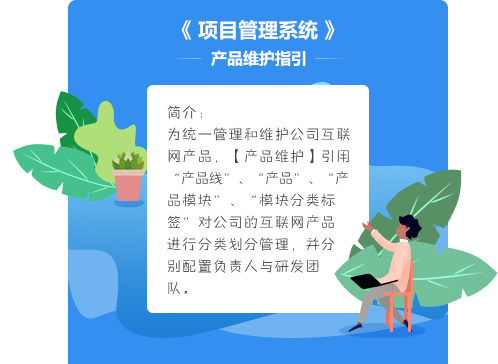 《 项目管理系统 》
产品维护指引
简介：
为统一管理和维护公司互联
网产品，【产品维护】引用
“产品线”、“产品”、“产
品模块”、“模块分类标
签”对公司的互联网产品
进行分类划分管理，并分
别配置负责人与研发团
队。